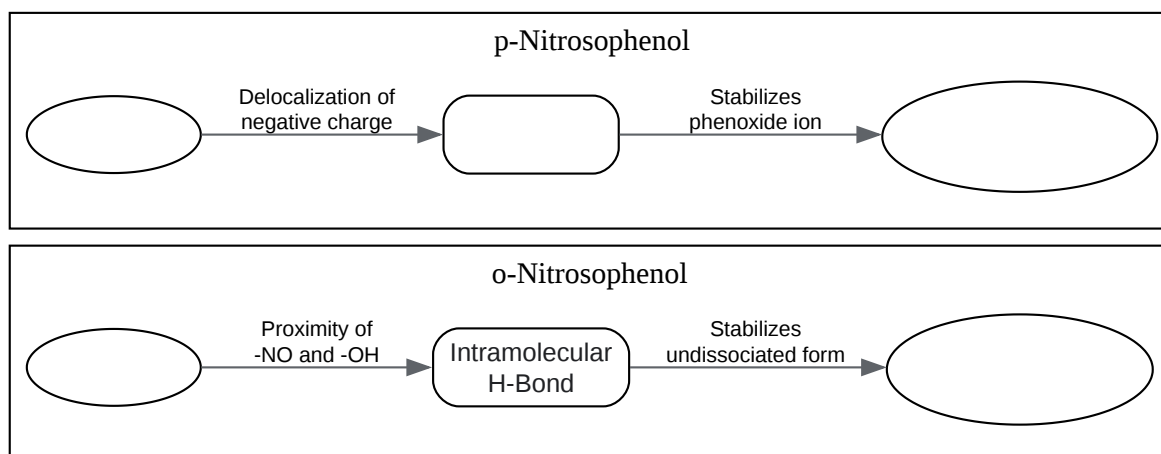 p-Nitrosophenol
Delocalization of
negative charge
Stabilizes
phenoxide ion
o-Nitrosophenol
Proximity of
-NO and -OH
Intramolecular
H-Bond
Stabilizes
undissociated form